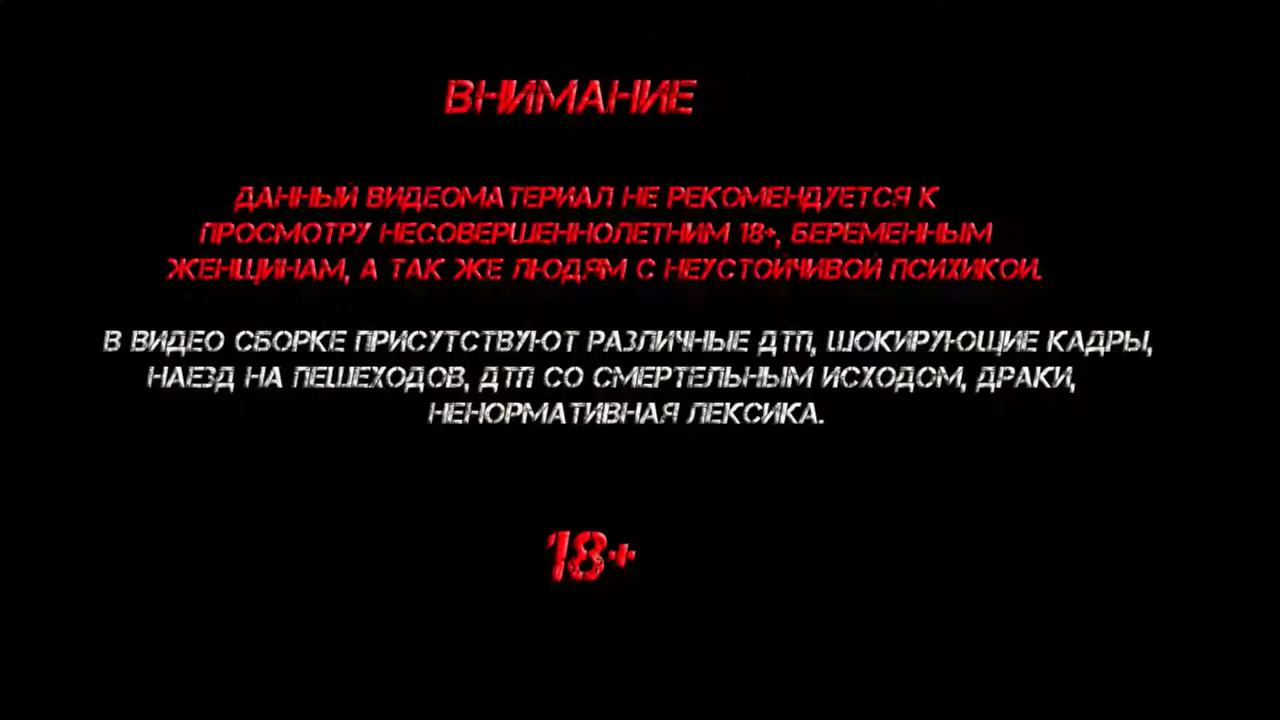 ВНИМАНИЕ
ДАННЫЙ ВИДЕОМАТЕРИАЛ НЕ РЕКОМЕНДУЕТСЯ К
ПРОСМОТРУ НЕСОВЕРШЕННОЛЕТНИМ 18+, БЕРЕМЕННЫМ
ЖЕНЩИНАМ, А ТАК ЖЕ ЛЮДЯМ С НЕУСТОЙЧИВОЙ ПСИХИКОЙ.
В ВИДЕО СБОРКЕ ПРИСУТСТВУЮТ РАЗЛИЧНЫЕ ДТП, ШОКИРУЮЩИЕ КАДРЫ,
НАЕЗД НА ПЕШЕХОДОВ, ДТП СО СМЕРТЕЛЬНЫМ ИСХОДОМ, ДРАКИ,
НЕНОРМАТИВНАЯ ЛЕКСИКА.
18+